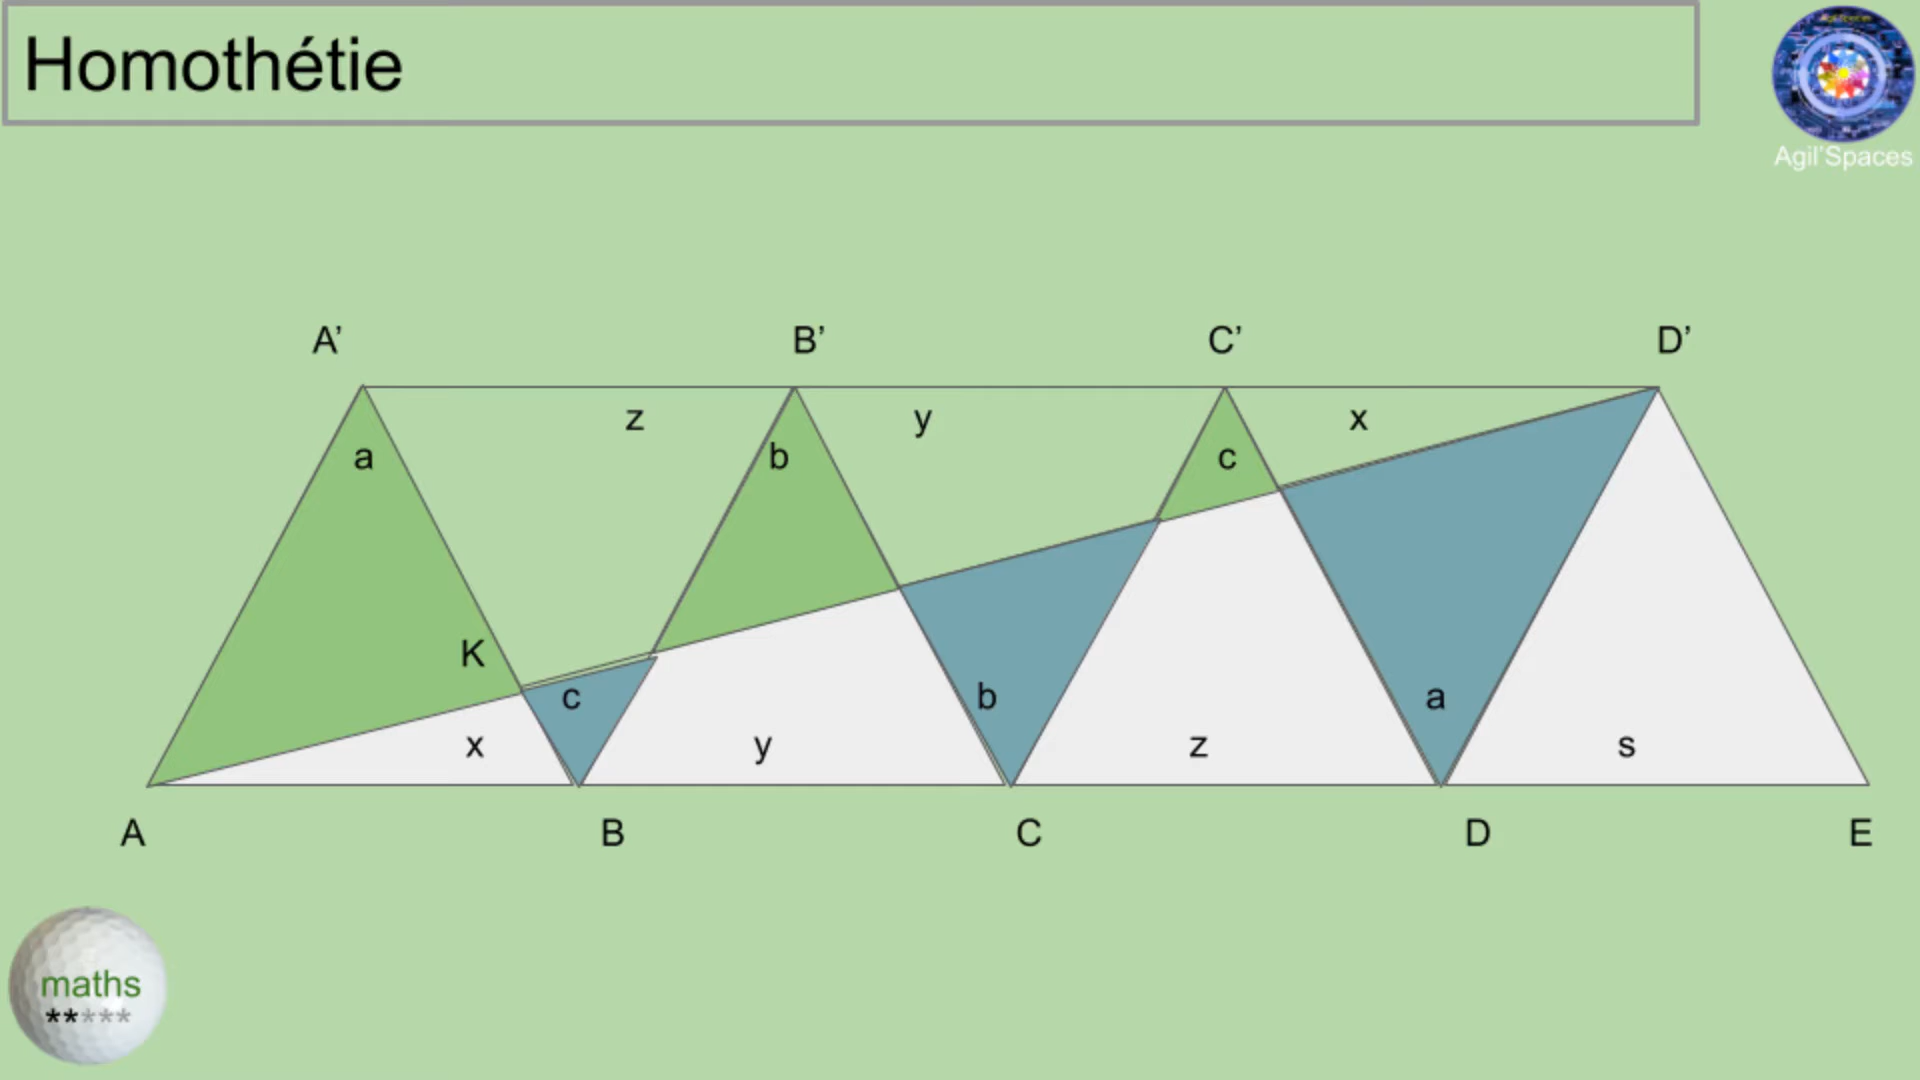 Homothétie
Agil'Spaces
A' B' C' D'
z y x
a b c
K
c b a
x y z s
A B C D E
maths
*****